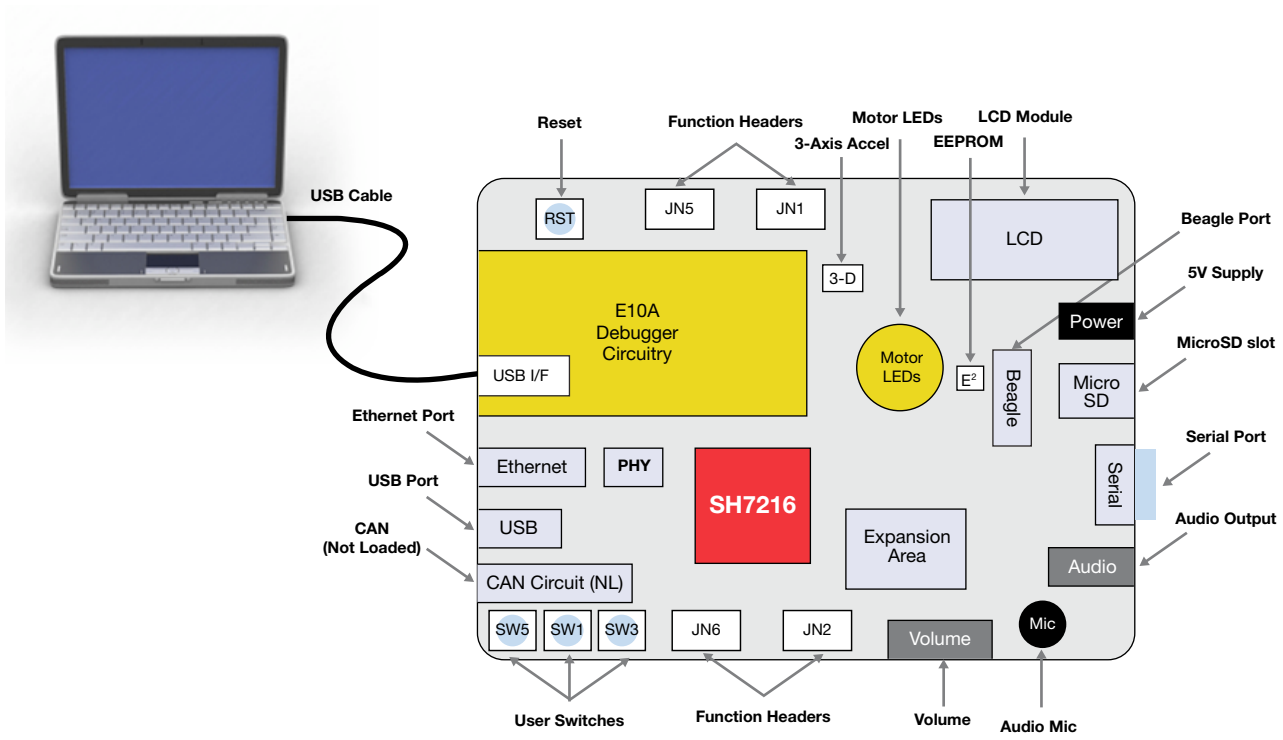 Reset
Function Headers
Motor LEDs
LCD Module
3-Axis Accel
EEPROM
USB Cable
Beagle Port
5V Supply
MicroSD slot
Serial Port
Audio Output
Ethernet Port
USB Port
CAN
(Not Loaded)
RST
JN5
JN1
LCD
3-D
E10A
Debugger
Circuitry
USB I/F
Motor
LEDs
E²
Beagle
Power
Micro
SD
Ethernet
PHY
SH7216
Serial
USB
Expansion
Area
CAN Circuit (NL)
Audio
SW5
SW1
SW3
JN6
JN2
Volume
Mic
User Switches
Function Headers
Volume
Audio Mic